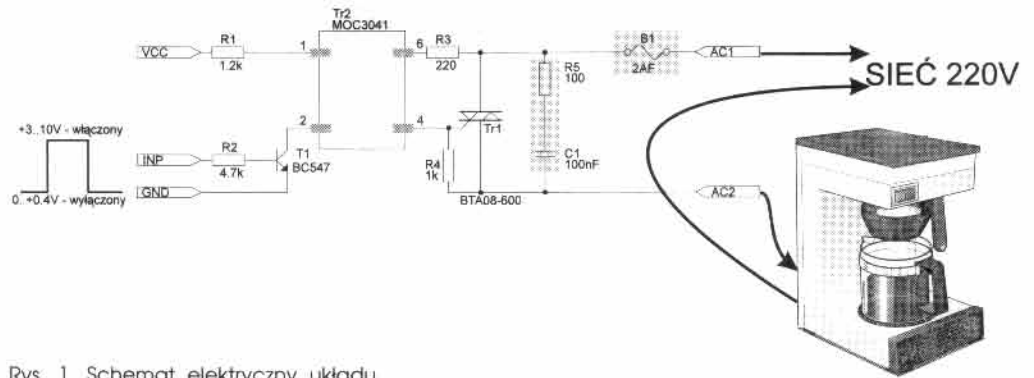 Tr2
MOC3041
VCC
R1
1.2k
1
6
R3
220
B1
2AF
AC1
SIEĆ 220V
R5
100
+3..10V - włączony
2
4
Tr1
INP
R2
4.7k
T1
BC547
R4
1k
C1
100nF
GND
0..+0.4V - wyłączony
BTA08-600
AC2
Rys. 1. Schemat elektryczny układu